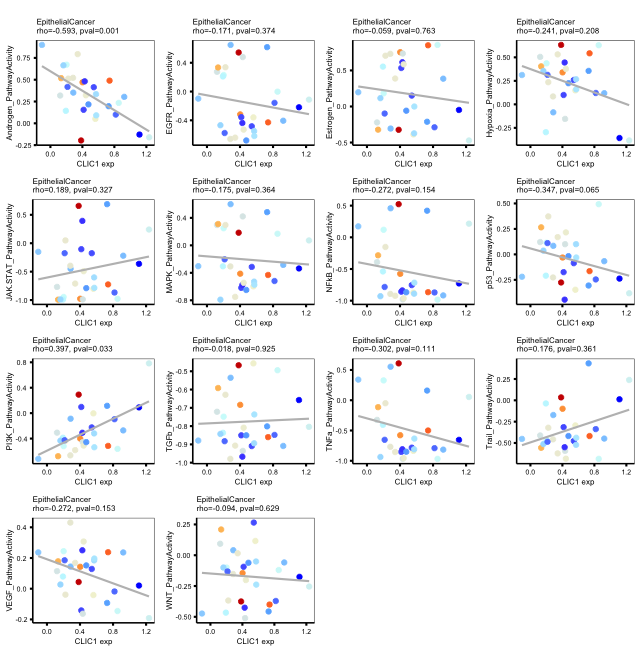 EpithelialCancer
rho=-0.593, pval=0.001
Androgen_PathwayActivity
0.75
0.50
0.25
0.00
-0.25
0.0 0.4 0.8 1.2
CLIC1 exp
EpithelialCancer
rho=-0.171, pval=0.374
EGFR_PathwayActivity
0.4
0.0
-0.4
0.0 0.4 0.8 1.2
CLIC1 exp
EpithelialCancer
rho=-0.059, pval=0.763
Estrogen_PathwayActivity
0.5
0.0
-0.5
0.0 0.4 0.8 1.2
CLIC1 exp
EpithelialCancer
rho=-0.241, pval=0.208
Hypoxia_PathwayActivity
0.50
0.25
0.00
-0.25
0.0 0.4 0.8 1.2
CLIC1 exp
EpithelialCancer
rho=0.189, pval=0.327
JAK.STAT_PathwayActivity
0.5
0.0
-0.5
-1.0
0.0 0.4 0.8 1.2
CLIC1 exp
EpithelialCancer
rho=-0.175, pval=0.364
MAPK_PathwayActivity
0.4
0.0
-0.4
-0.8
0.0 0.4 0.8 1.2
CLIC1 exp
EpithelialCancer
rho=-0.272, pval=0.154
NFkB_PathwayActivity
0.5
0.0
-0.5
-1.0
0.0 0.4 0.8 1.2
CLIC1 exp
EpithelialCancer
rho=-0.347, pval=0.065
p53_PathwayActivity
0.50
0.25
0.00
-0.25
0.0 0.4 0.8 1.2
CLIC1 exp
EpithelialCancer
rho=0.397, pval=0.033
PI3K_PathwayActivity
0.8
0.4
0.0
-0.4
0.0 0.4 0.8 1.2
CLIC1 exp
EpithelialCancer
rho=-0.018, pval=0.925
TGFb_PathwayActivity
-0.5
-0.6
-0.7
-0.8
-0.9
-1.0
0.0 0.4 0.8 1.2
CLIC1 exp
EpithelialCancer
rho=-0.302, pval=0.111
TNFa_PathwayActivity
0.5
0.0
-0.5
-1.0
0.0 0.4 0.8 1.2
CLIC1 exp
EpithelialCancer
rho=0.176, pval=0.361
Trail_PathwayActivity
0.25
0.00
-0.25
-0.50
0.0 0.4 0.8 1.2
CLIC1 exp
EpithelialCancer
rho=-0.272, pval=0.153
VEGF_PathwayActivity
0.4
0.2
0.0
-0.2
0.0 0.4 0.8 1.2
CLIC1 exp
EpithelialCancer
rho=-0.094, pval=0.629
WNT_PathwayActivity
0.25
0.00
-0.25
-0.50
0.0 0.4 0.8 1.2
CLIC1 exp